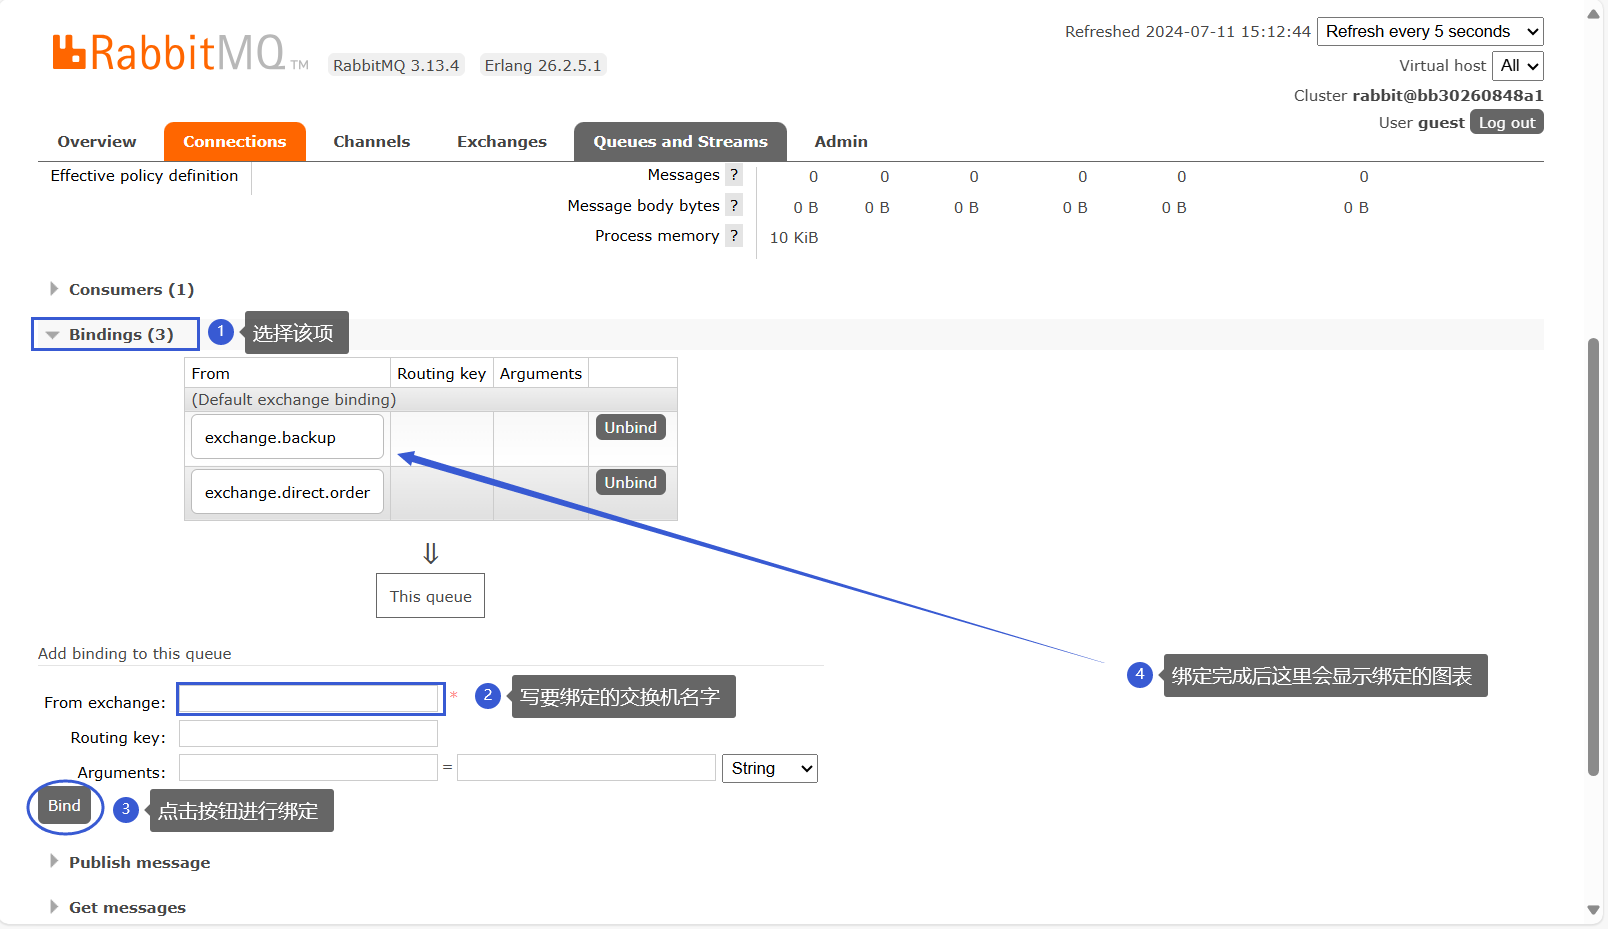 Refreshed 2024-07-11 15:12:44 Refresh every 5 seconds
RabbitMQ TM RabbitMQ 3.13.4 Erlang 26.2.5.1
Virtual host All
Cluster rabbit@bb30260848a1
User guest Log out
Overview Connections Channels Exchanges Queues and Streams Admin
Effective policy definition
Messages ? 0 0 0 0 0 0
Message body bytes ? 0 B 0 B 0 B 0 B 0 B 0 B
Process memory ? 10 KiB
Consumers (1)
Bindings (3) 1 选择该项
From Routing key Arguments
(Default exchange binding)
exchange.backup Unbind
exchange.direct.order Unbind
⇓
This queue
Add binding to this queue
4 绑定完成后这里会显示绑定的图表
From exchange: * 2 写要绑定的交换机名字
Routing key:
Arguments: = String
Bind 3 点击按钮进行绑定
Publish message
Get messages